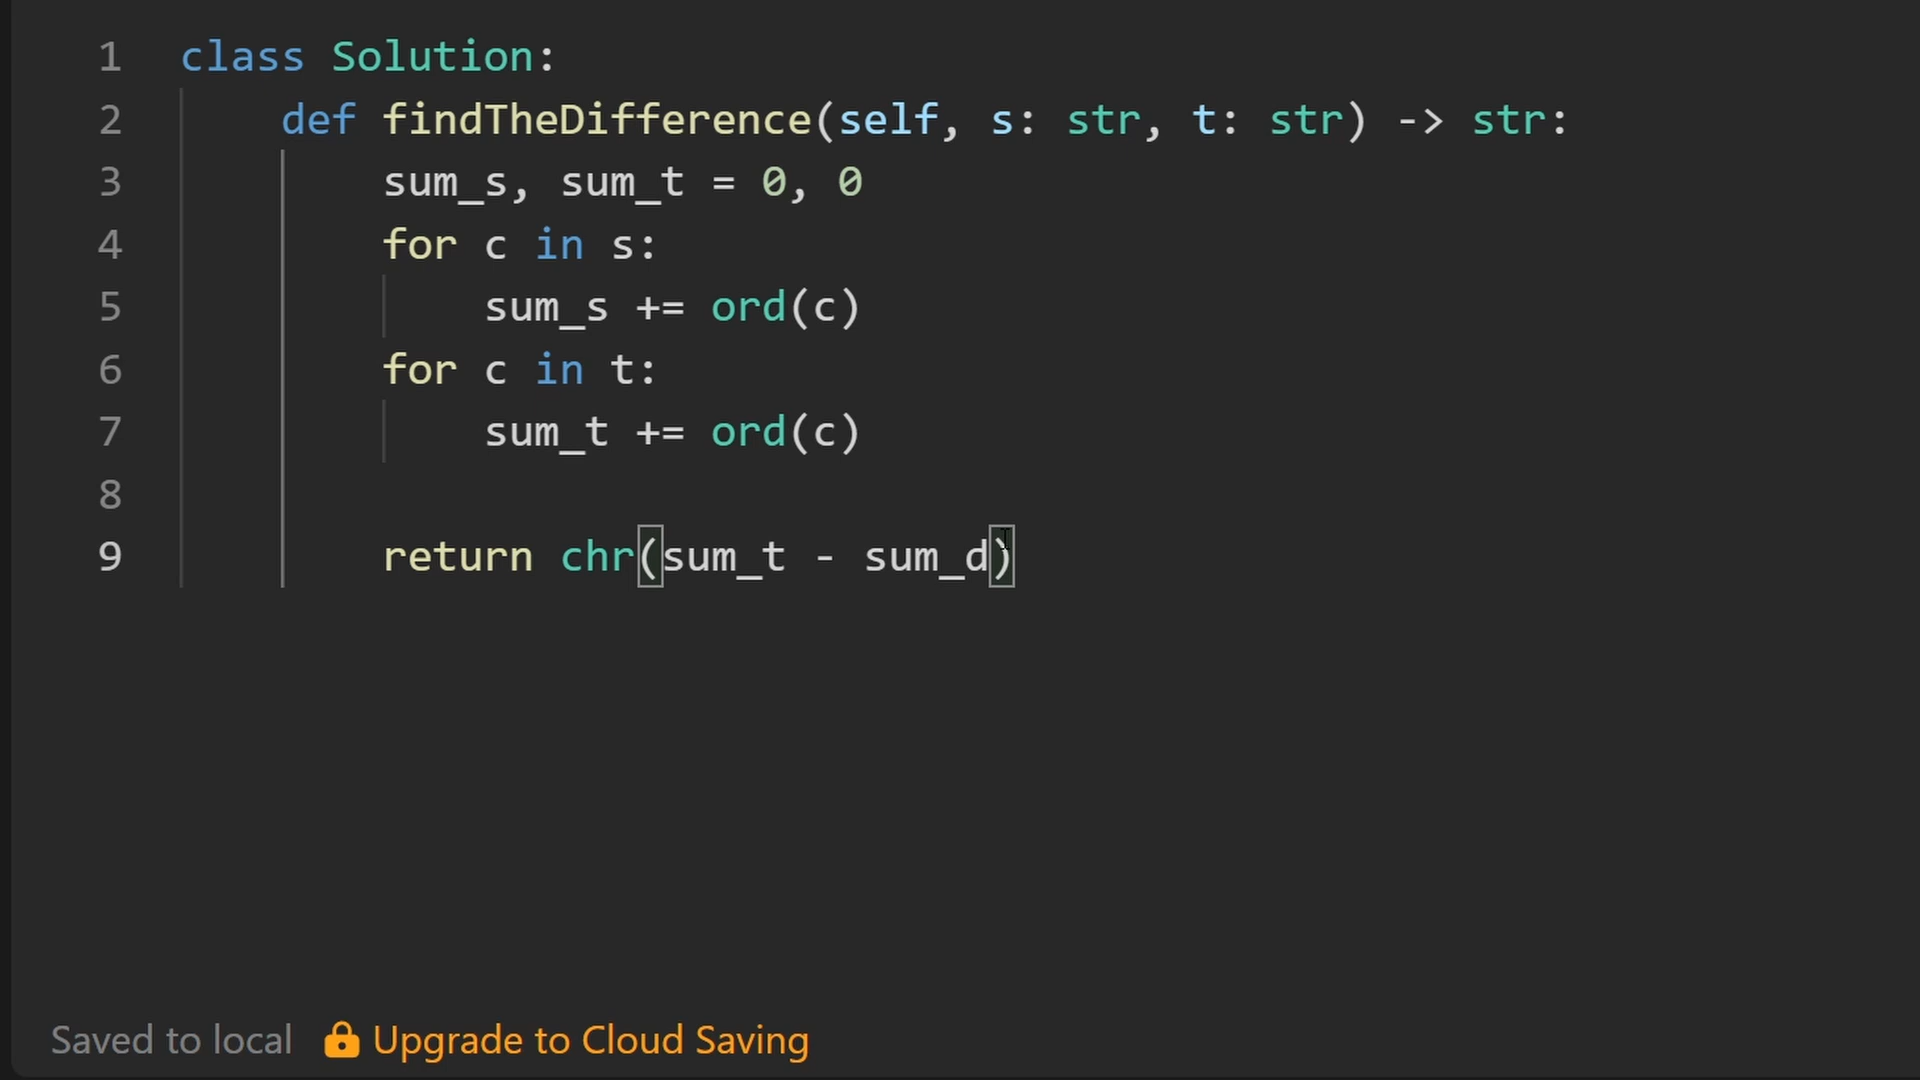 1 class Solution:
2 def findTheDifference(self, s: str, t: str) -> str:
3 sum_s, sum_t = 0, 0
4 for c in s:
5 sum_s += ord(c)
6 for c in t:
7 sum_t += ord(c)
8
9 return chr(sum_t - sum_d)
Saved to local Upgrade to Cloud Saving